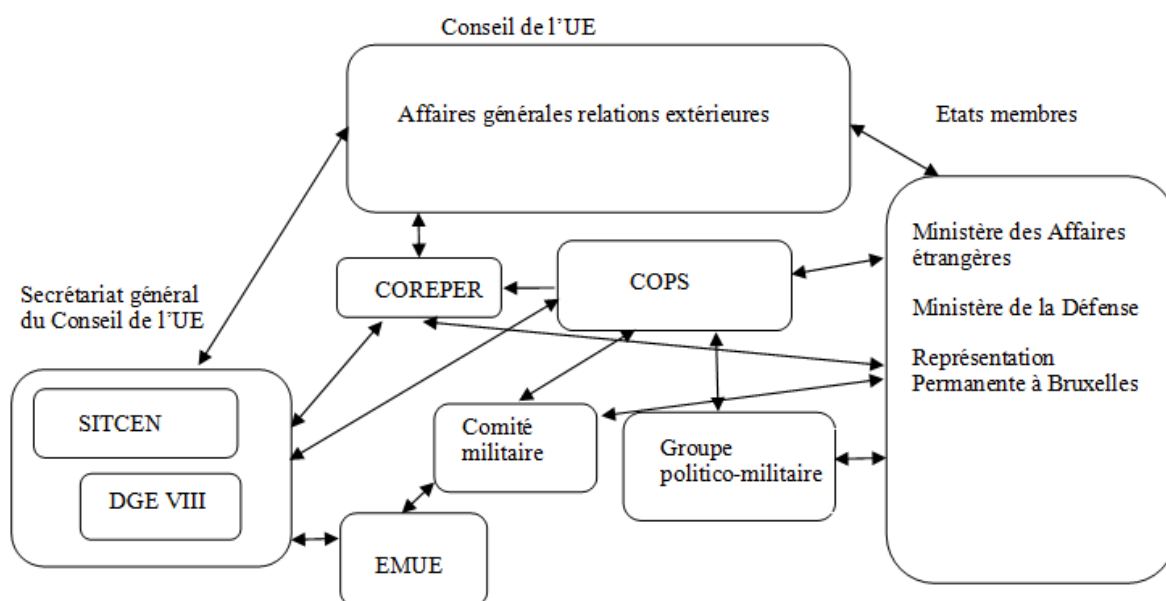 Conseil de l’UE
Affaires générales relations extérieures
Etats membres
Ministère des Affaires
étrangères
Ministère de la Défense
Représentation
Permanente à Bruxelles
COREPER
COPS
Secrétariat général
du Conseil de l’UE
SITCEN
DGE VIII
Comité
militaire
Groupe
politico-militaire
EMUE